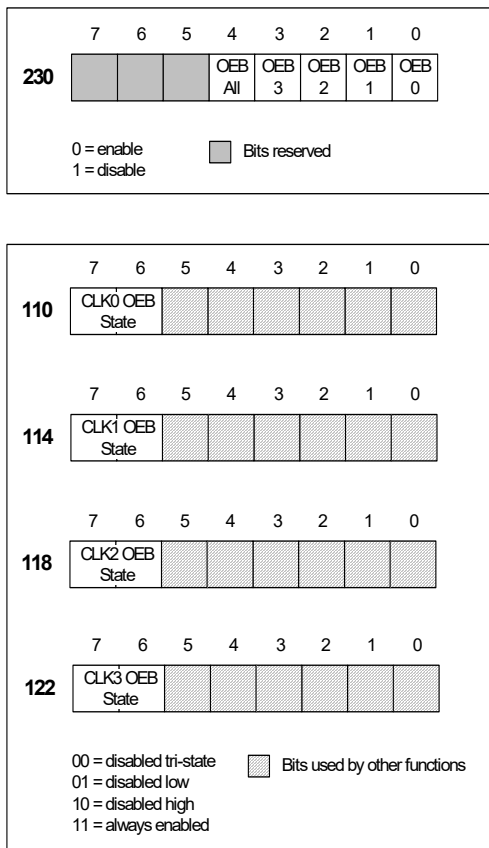 7 6 5 4 3 2 1 0
230 OEB All OEB 3 OEB 2 OEB 1 OEB 0
0 = enable
1 = disable
Bits reserved
7 6 5 4 3 2 1 0
110 CLK0 OEB State
7 6 5 4 3 2 1 0
114 CLK1 OEB State
7 6 5 4 3 2 1 0
118 CLK2 OEB State
7 6 5 4 3 2 1 0
122 CLK3 OEB State
00 = disabled tri-state
01 = disabled low
10 = disabled high
11 = always enabled
Bits used by other functions